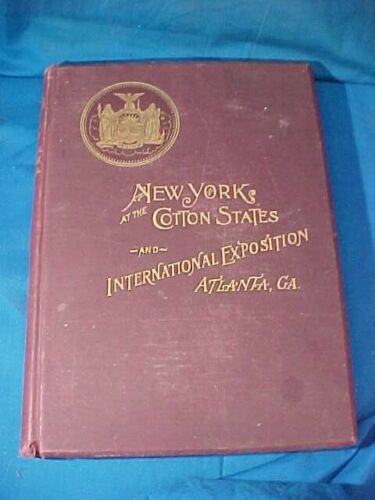 NEW YORK
AT THE COTTON STATES
AND
INTERNATIONAL EXPOSITION
ATLANTA, GA.